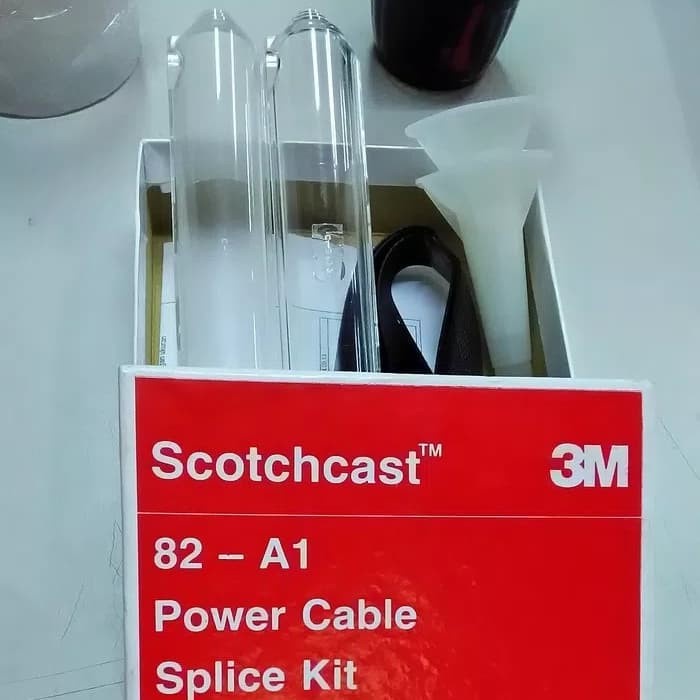 Scotchcast™
3M
82 – A1
Power Cable
Splice Kit